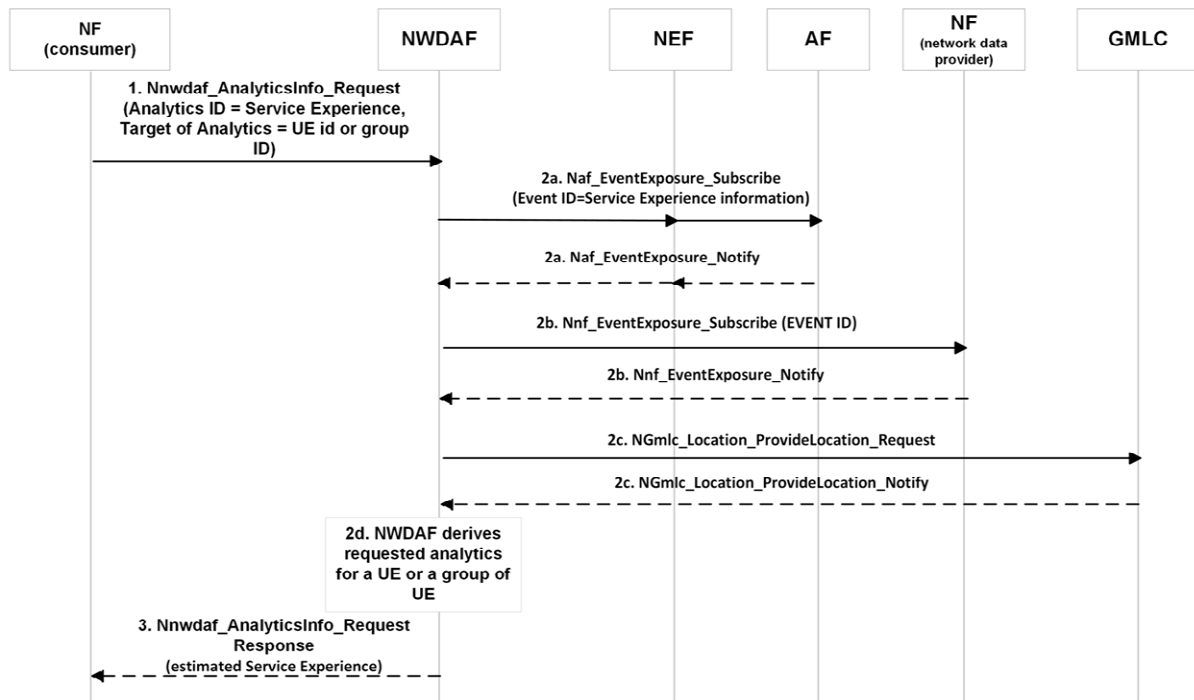 NF
(consumer)
NWDAF
NEF
AF
NF
(network data
provider)
GMLC
1. Nnwdaf_AnalyticsInfo_Request
(Analytics ID = Service Experience,
Target of Analytics = UE id or group
ID)
2a. Naf_EventExposure_Subscribe
(Event ID=Service Experience information)
2a. Naf_EventExposure_Notify
2b. Nnf_EventExposure_Subscribe (EVENT ID)
2b. Nnf_EventExposure_Notify
2c. NGmlc_Location_ProvideLocation_Request
2c. NGmlc_Location_ProvideLocation_Notify
2d. NWDAF derives
requested analytics
for a UE or a group of
UE
3. Nnwdaf_AnalyticsInfo_Request
Response
(estimated Service Experience)